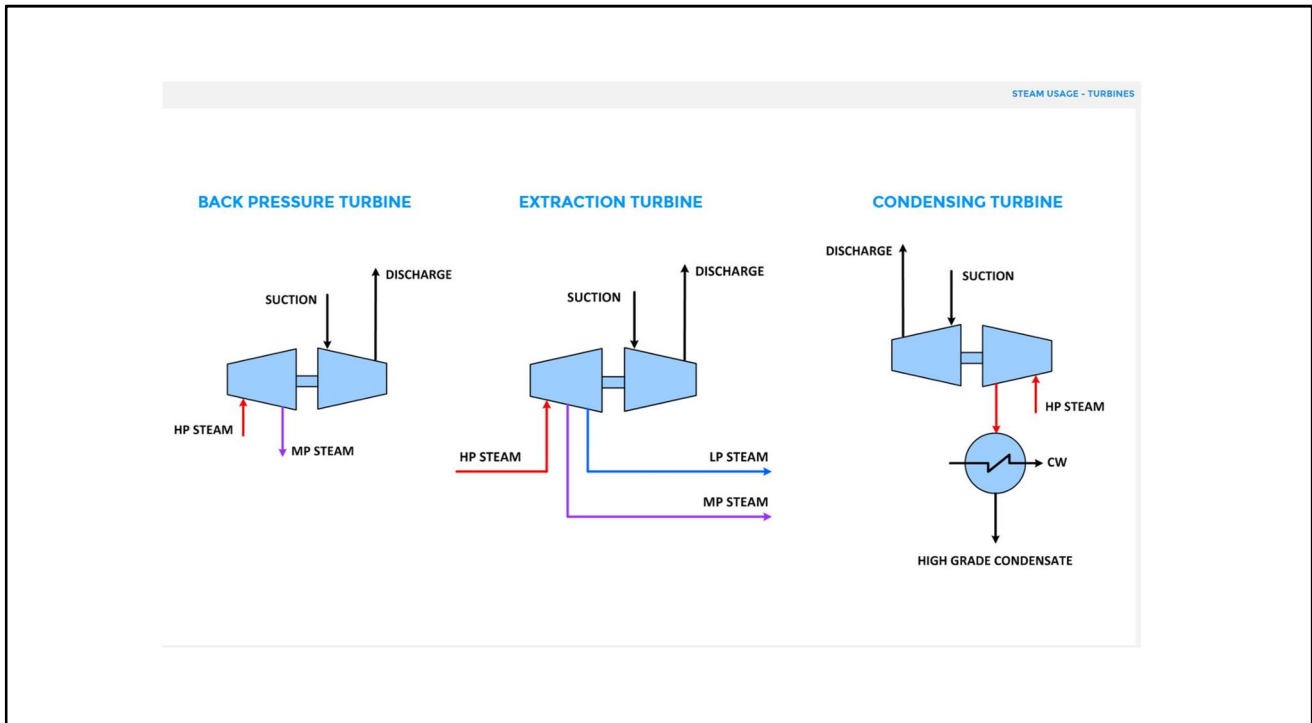 STEAM USAGE - TURBINES
BACK PRESSURE TURBINE
DISCHARGE
SUCTION
HP STEAM
MP STEAM
EXTRACTION TURBINE
DISCHARGE
SUCTION
HP STEAM
LP STEAM
MP STEAM
CONDENSING TURBINE
DISCHARGE
SUCTION
HP STEAM
CW
HIGH GRADE CONDENSATE